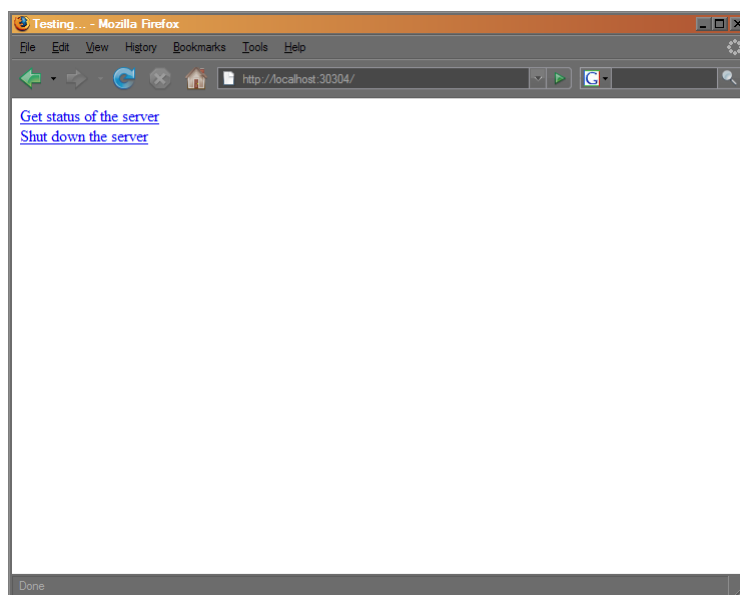 Testing... - Mozilla Firefox
File Edit View History Bookmarks Tools Help
http://localhost:30304/ G
Get status of the server
Shut down the server
Done